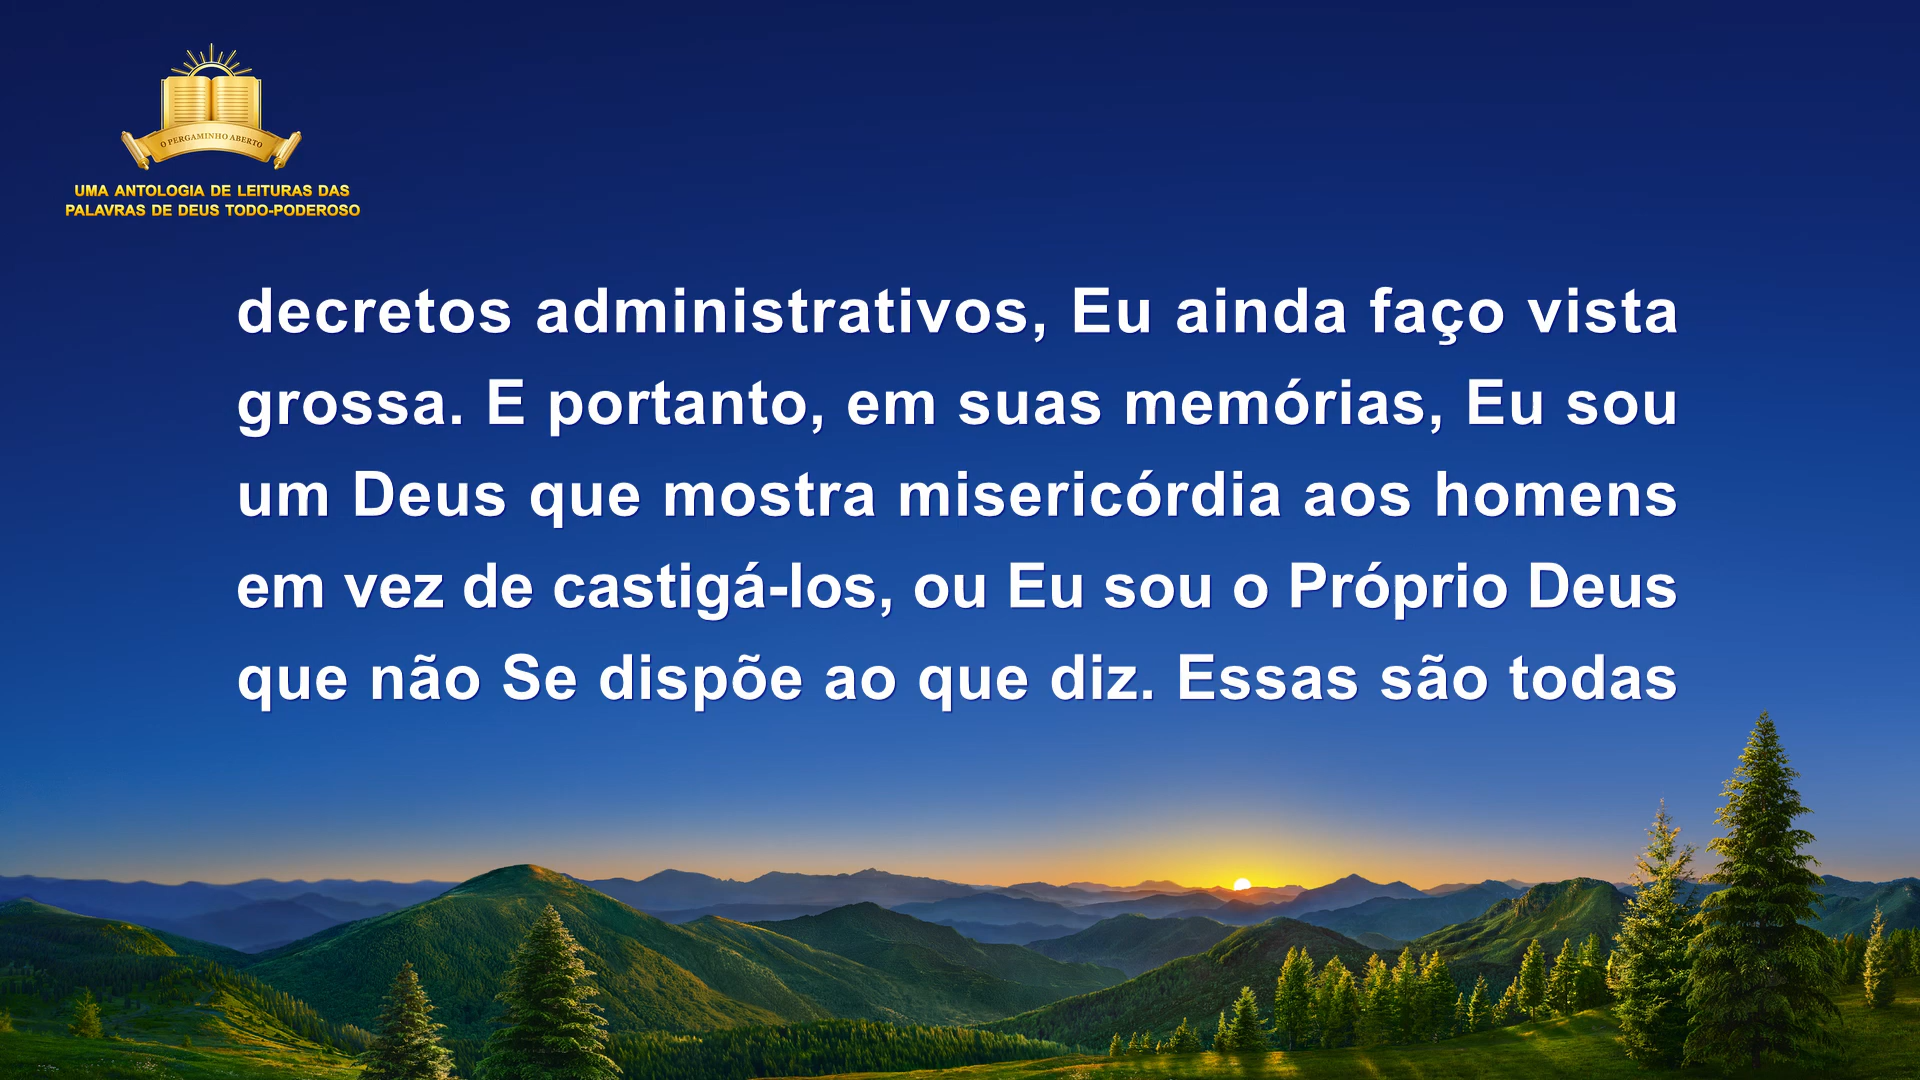 O PERGAMINHO ABERTO
UMA ANTOLOGIA DE LEITURAS DAS
PALAVRAS DE DEUS TODO-PODEROSO
decretos administrativos, Eu ainda faço vista
grossa. E portanto, em suas memórias, Eu sou
um Deus que mostra misericórdia aos homens
em vez de castigá-los, ou Eu sou o Próprio Deus
que não Se dispõe ao que diz. Essas são todas